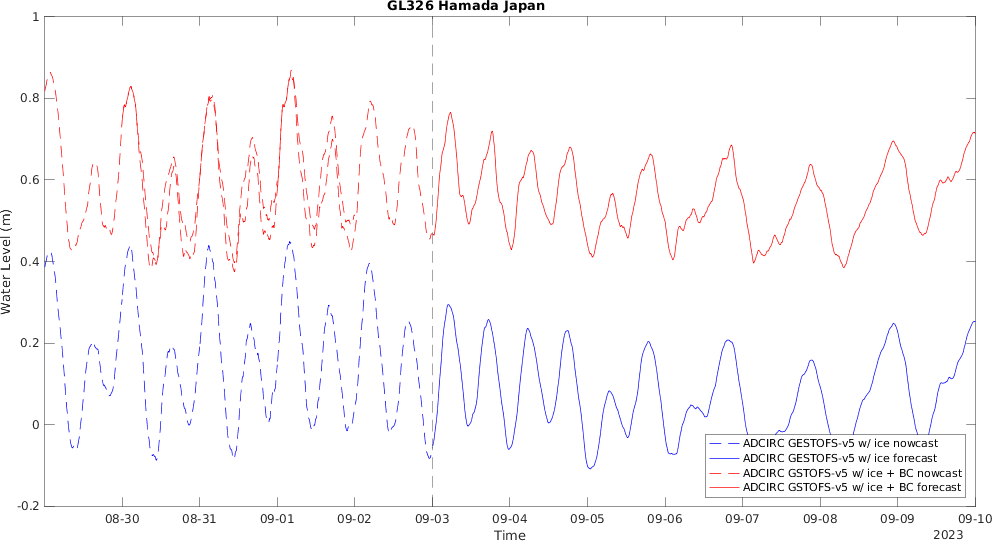 GL326 Hamada Japan
1
0.8
0.6
0.4
0.2
0
-0.2
Water Level (m)
ADCIRC GESTOFS-v5 w/ ice nowcast
ADCIRC GESTOFS-v5 w/ ice forecast
ADCIRC GSTOFS-v5 w/ ice + BC nowcast
ADCIRC GSTOFS-v5 w/ ice + BC forecast
08-30 08-31 09-01 09-02 09-03 09-04 09-05 09-06 09-07 09-08 09-09 09-10
Time
2023